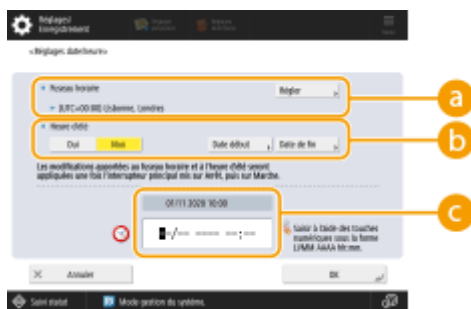 Réglages/
Enregistrement
<Réglages date/heure>
Fuseau horaire
Régler
(UTC+00:00) Lisbonne, Londres
Heure d'été
Oui
Non
Date début
Date de fin
Les modifications apportées au fuseau horaire et à l'heure d'été seront
appliquées une fois l'interrupteur principal mis sur Arrêt, puis sur Marche.
01/11 2020 10:00
--/-- ---- --:--
Saisir à l'aide des touches
numériques sous la forme
JJ/MM AAAA hh:mm.
Annuler
OK
Suivi statut
Mode gestion du système.
a
b
c